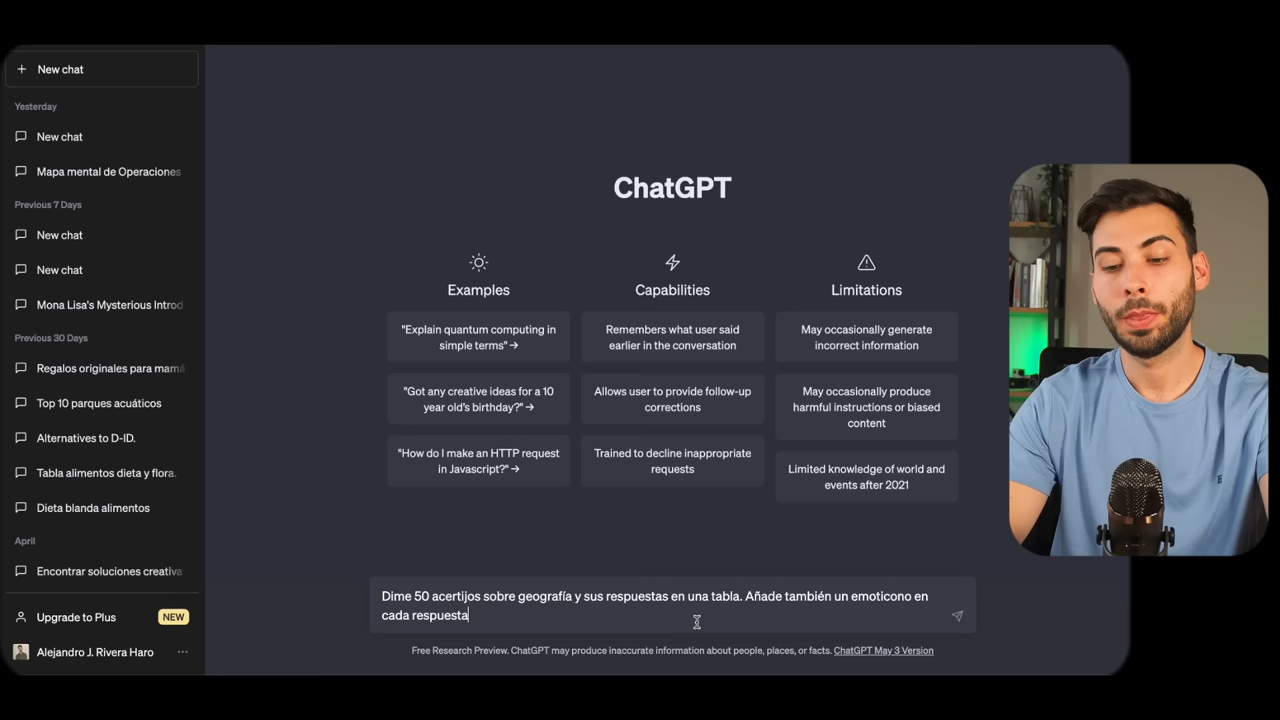 New chat
Yesterday
New chat
Mapa mental de Operaciones
Previous 7 Days
New chat
New chat
Mona Lisa's Mysterious Introd
Previous 30 Days
Regalos originales para mamá
Top 10 parques acuáticos
Alternatives to D-ID.
Tabla alimentos dieta y flora.
Dieta blanda alimentos
April
Encontrar soluciones creativa
Upgrade to Plus NEW
Alejandro J. Rivera Haro
ChatGPT
Examples
"Explain quantum computing in
simple terms" →
"Got any creative ideas for a 10
year old's birthday?" →
"How do I make an HTTP request
in Javascript?" →
Capabilities
Remembers what user said
earlier in the conversation
Allows user to provide follow-up
corrections
Trained to decline inappropriate
requests
Limitations
May occasionally generate
incorrect information
May occasionally produce
harmful instructions or biased
content
Limited knowledge of world and
events after 2021
Dime 50 acertijos sobre geografía y sus respuestas en una tabla. Añade también un emoticono en
cada respuesta
Free Research Preview. ChatGPT may produce inaccurate information about people, places, or facts. ChatGPT May 3 Version